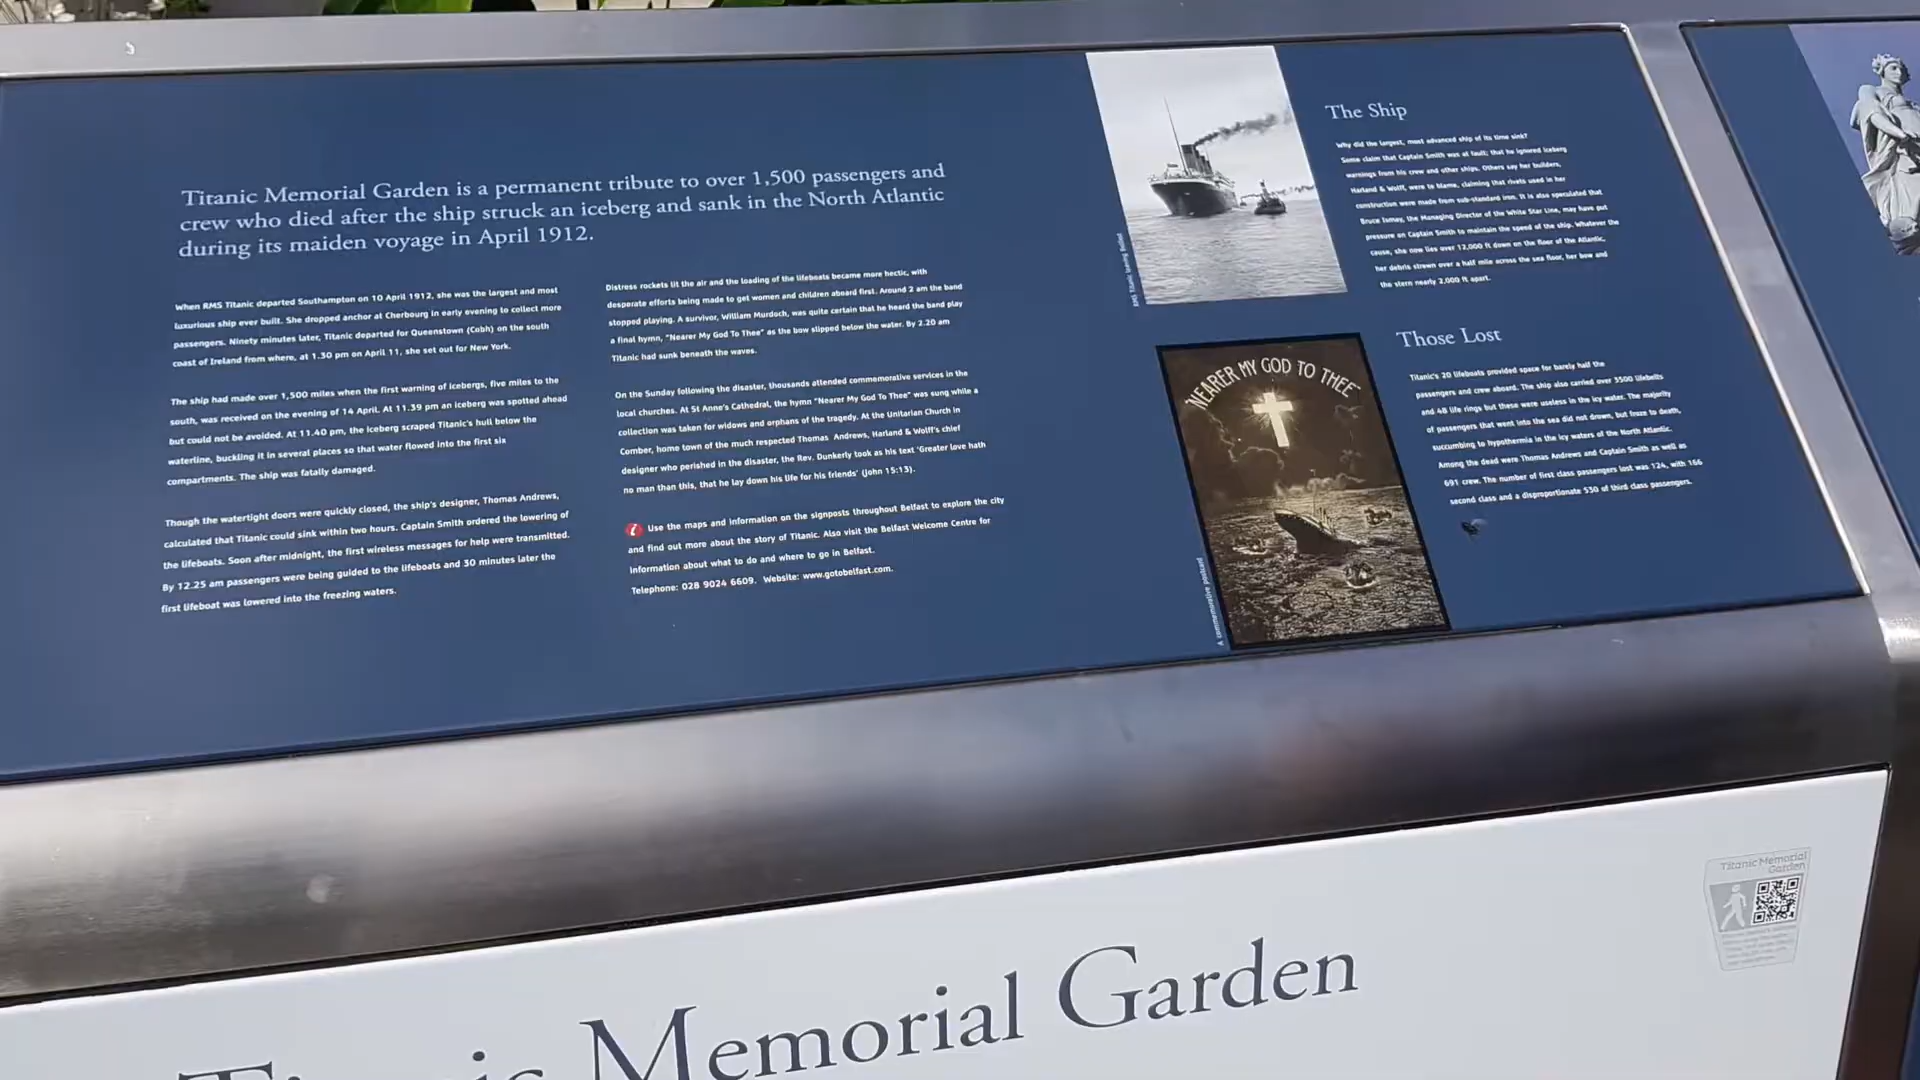 Titanic Memorial Garden is a permanent tribute to over 1,500 passengers and
crew who died after the ship struck an iceberg and sank in the North Atlantic
during its maiden voyage in April 1912.
When RMS Titanic departed Southampton on 10 April 1912, she was the largest and most
luxurious ship ever built. She dropped anchor at Cherbourg in early evening to collect more
passengers. Ninety minutes later, Titanic departed for Queenstown (Cobh) on the south
coast of Ireland from where, at 1.30 pm on April 11, she set out for New York.
The ship had made over 1,500 miles when the first warning of icebergs, five miles to the
south, was received on the evening of 14 April. At 11.39 pm an iceberg was spotted ahead
but could not be avoided. At 11.40 pm, the iceberg scraped Titanic's hull below the
waterline, buckling it in several places so that water flowed into the first six
compartments. The ship was fatally damaged.
Though the watertight doors were quickly closed, the ship's designer, Thomas Andrews,
calculated that Titanic could sink within two hours. Captain Smith ordered the lowering of
the lifeboats. Soon after midnight, the first wireless messages for help were transmitted.
By 12.25 am passengers were being guided to the lifeboats and 30 minutes later the
first lifeboat was lowered into the freezing waters.
Distress rockets lit the air and the loading of the lifeboats became more hectic, with
desperate efforts being made to get women and children aboard first. Around 2 am the band
stopped playing. A survivor, William Murdoch, was quite certain that he heard the band play
a final hymn, "Nearer My God To Thee" as the bow slipped below the water. By 2.20 am
Titanic had sunk beneath the waves.
On the Sunday following the disaster, thousands attended commemorative services in the
local churches. At St Anne's Cathedral, the hymn "Nearer My God To Thee" was sung while a
collection was taken for widows and orphans of the tragedy. At the Unitarian Church in
Comber, home town of the much respected Thomas Andrews, Harland & Wolff's chief
designer who perished in the disaster, the Rev. Dunkerly took as his text 'Greater love hath
no man than this, that he lay down his life for his friends' (John 15:13).
i Use the maps and information on the signposts throughout Belfast to explore the city
and find out more about the story of Titanic. Also visit the Belfast Welcome Centre for
information about what to do and where to go in Belfast.
Telephone: 028 9024 6609. Website: www.gotobelfast.com.
RMS Titanic leaving Belfast
The Ship
Why did the largest, most advanced ship of its time sink?
Some claim that Captain Smith was at fault; that he ignored iceberg
warnings from his crew and other ships. Others say her builders,
Harland & Wolff, were to blame, claiming that rivets used in her
construction were made from sub-standard iron. It is also speculated that
Bruce Ismay, the Managing Director of the White Star Line, may have put
pressure on Captain Smith to maintain the speed of the ship. Whatever the
cause, she now lies over 12,000 ft down on the floor of the Atlantic,
her debris strewn over a half mile across the sea floor, her bow and
the stern nearly 2,000 ft apart.
"NEARER MY GOD TO THEE"
A commemorative postcard
Those Lost
Titanic's 20 lifeboats provided space for barely half the
passengers and crew aboard. The ship also carried over 3500 lifebelts
and 48 life rings but these were useless in the icy water. The majority
of passengers that went into the sea did not drown, but froze to death,
succumbing to hypothermia in the icy waters of the North Atlantic.
Among the dead were Thomas Andrews and Captain Smith as well as
691 crew. The number of first class passengers lost was 124, with 166
second class and a disproportionate 530 of third class passengers.
Titanic Memorial
Garden
Titanic Memorial Garden